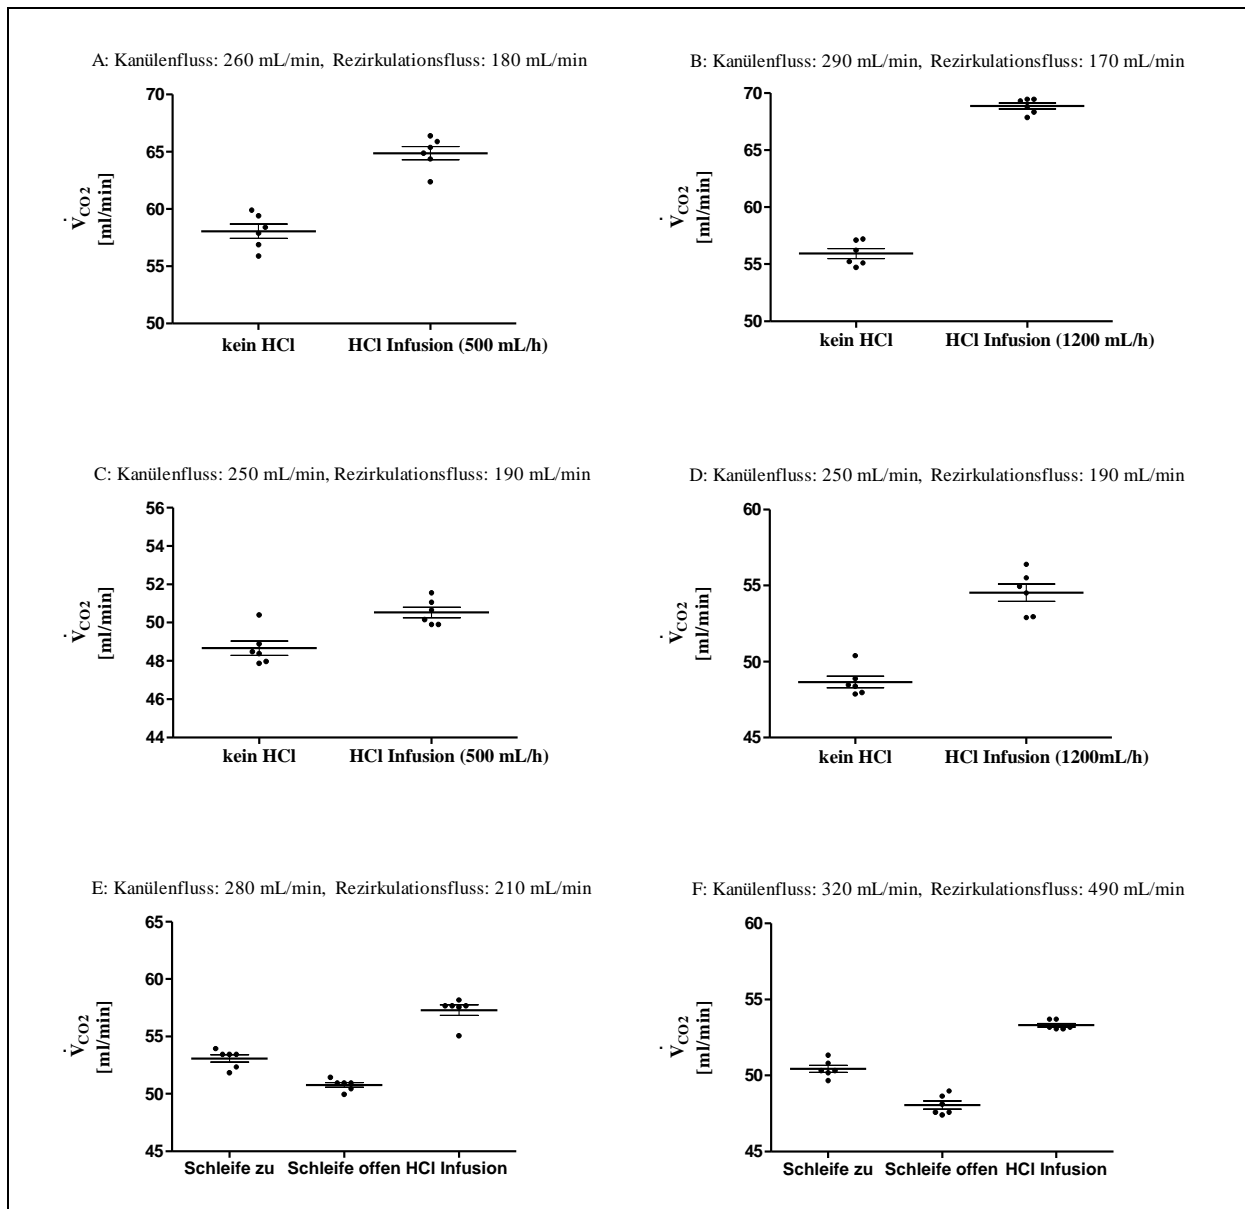 A: Kanülenfluss: 260 mL/min, Rezirkulationsfluss: 180 mL/min
70
65
60
55
50
V̇CO2
[ml/min]
kein HCl
HCl Infusion (500 mL/h)
B: Kanülenfluss: 290 mL/min, Rezirkulationsfluss: 170 mL/min
70
65
60
55
50
V̇CO2
[ml/min]
kein HCl
HCl Infusion (1200 mL/h)
C: Kanülenfluss: 250 mL/min, Rezirkulationsfluss: 190 mL/min
56
54
52
50
48
46
44
V̇CO2
[ml/min]
kein HCl
HCl Infusion (500 mL/h)
D: Kanülenfluss: 250 mL/min, Rezirkulationsfluss: 190 mL/min
60
55
50
45
V̇CO2
[ml/min]
kein HCl
HCl Infusion (1200mL/h)
E: Kanülenfluss: 280 mL/min, Rezirkulationsfluss: 210 mL/min
65
60
55
50
45
V̇CO2
[ml/min]
Schleife zu
Schleife offen
HCl Infusion
F: Kanülenfluss: 320 mL/min, Rezirkulationsfluss: 490 mL/min
60
55
50
45
V̇CO2
[ml/min]
Schleife zu
Schleife offen
HCl Infusion